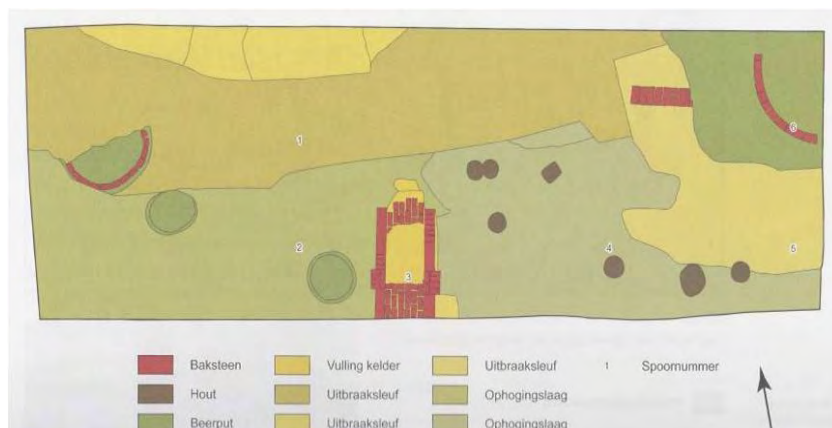 1
6
2
4
5
3
Baksteen Vulling kelder Uitbraaksleuf 1 Spoornummer
Hout Uitbraaksleuf Ophogingslaag
Beerput Uitbraaksleuf Ophogingslaag